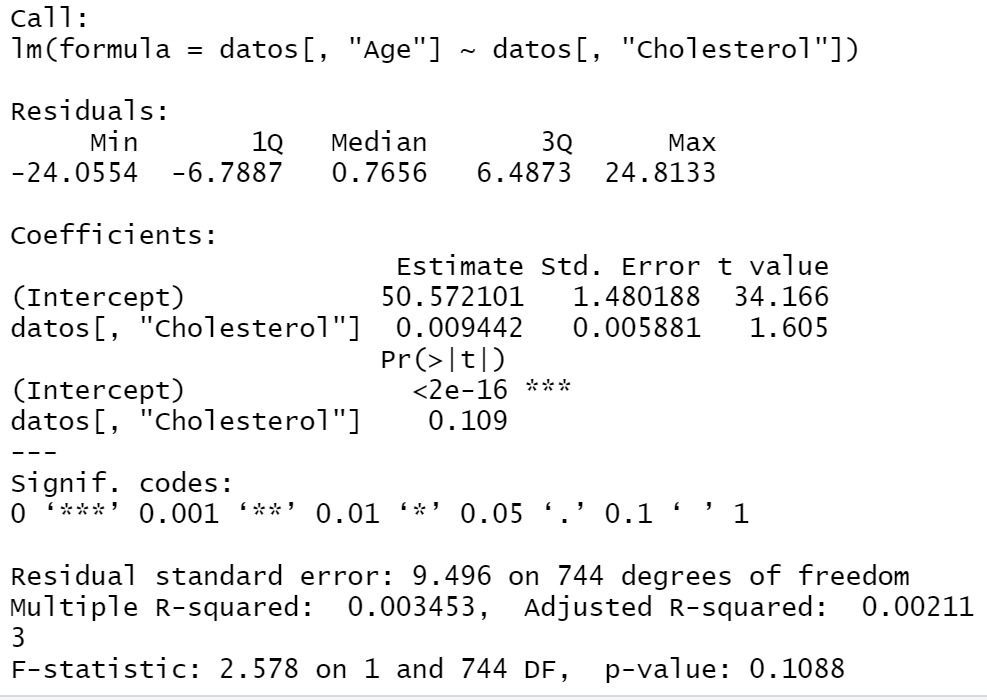 Call:
lm(formula = datos[, "Age"] ~ datos[, "Cholesterol"])
Residuals:
Min 1Q Median 3Q Max
-24.0554 -6.7887 0.7656 6.4873 24.8133
Coefficients:
Estimate Std. Error t value
(Intercept) 50.572101 1.480188 34.166
datos[, "Cholesterol"] 0.009442 0.005881 1.605
Pr(>|t|)
(Intercept) <2e-16 ***
datos[, "Cholesterol"] 0.109
---
Signif. codes:
0 ‘***’ 0.001 ‘**’ 0.01 ‘*’ 0.05 ‘.’ 0.1 ‘ ’ 1
Residual standard error: 9.496 on 744 degrees of freedom
Multiple R-squared: 0.003453, Adjusted R-squared: 0.00211
3
F-statistic: 2.578 on 1 and 744 DF, p-value: 0.1088